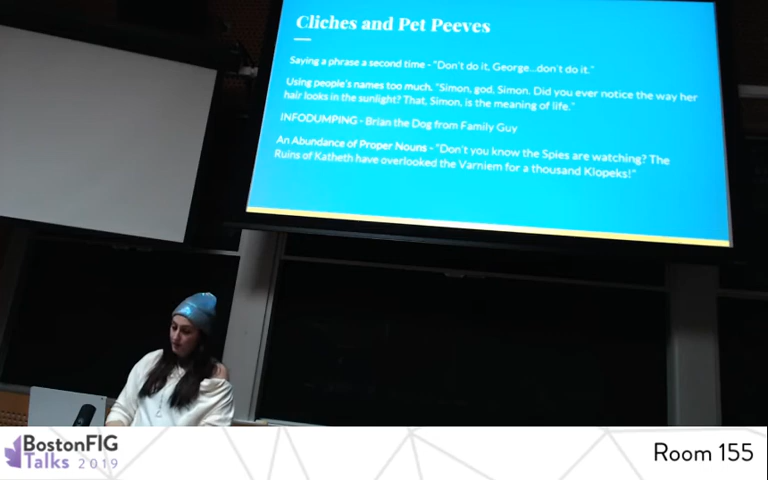 Cliches and Pet Peeves
Saying a phrase a second time - "Don't do it, George...don't do it."
Using people's names too much. "Simon, god, Simon. Did you ever notice the way her
hair looks in the sunlight? That, Simon, is the meaning of life."
INFODUMPING - Brian the Dog from Family Guy
An Abundance of Proper Nouns - "Don't you know the Spies are watching? The
Ruins of Katheth have overlooked the Varniem for a thousand Klopeks!"
BostonFIG
Talks 2019
Room 155